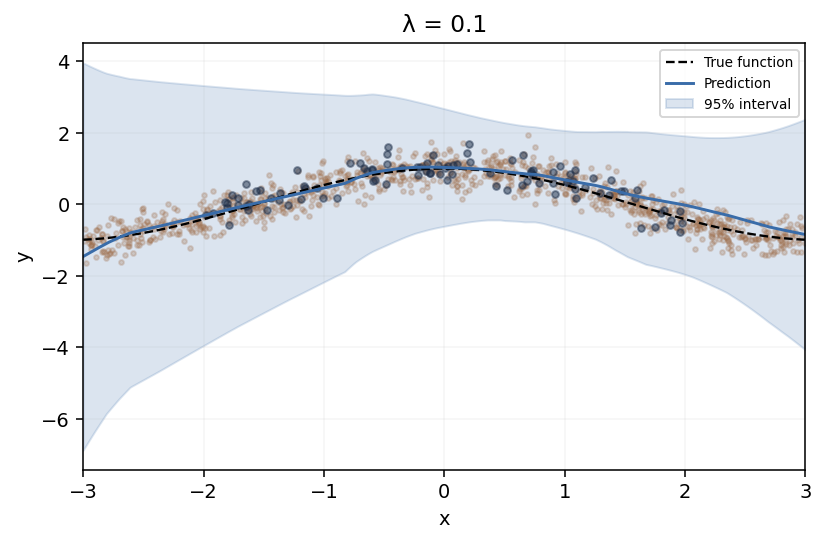 λ = 0.1
True function
Prediction
95% interval
4
2
0
−2
−4
−6
y
−3
−2
−1
0
1
2
3
x